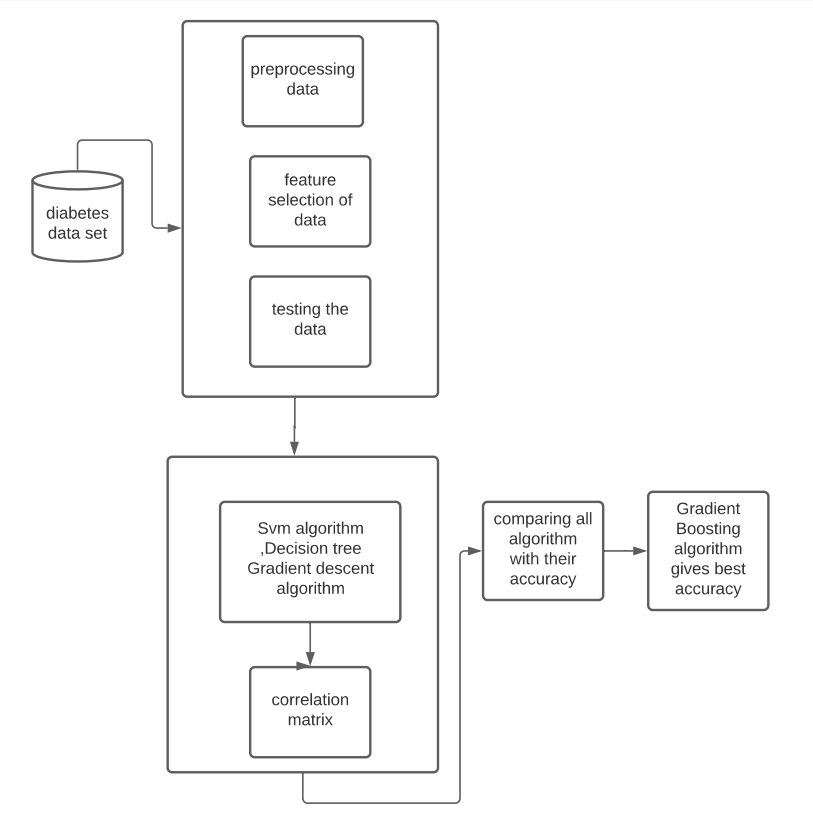 preprocessing
data
feature
selection of
data
diabetes
data set
testing the
data
Svm algorithm
,Decision tree
Gradient descent
algorithm
correlation
matrix
comparing all
algorithm
with their
accuracy
Gradient
Boosting
algorithm
gives best
accuracy